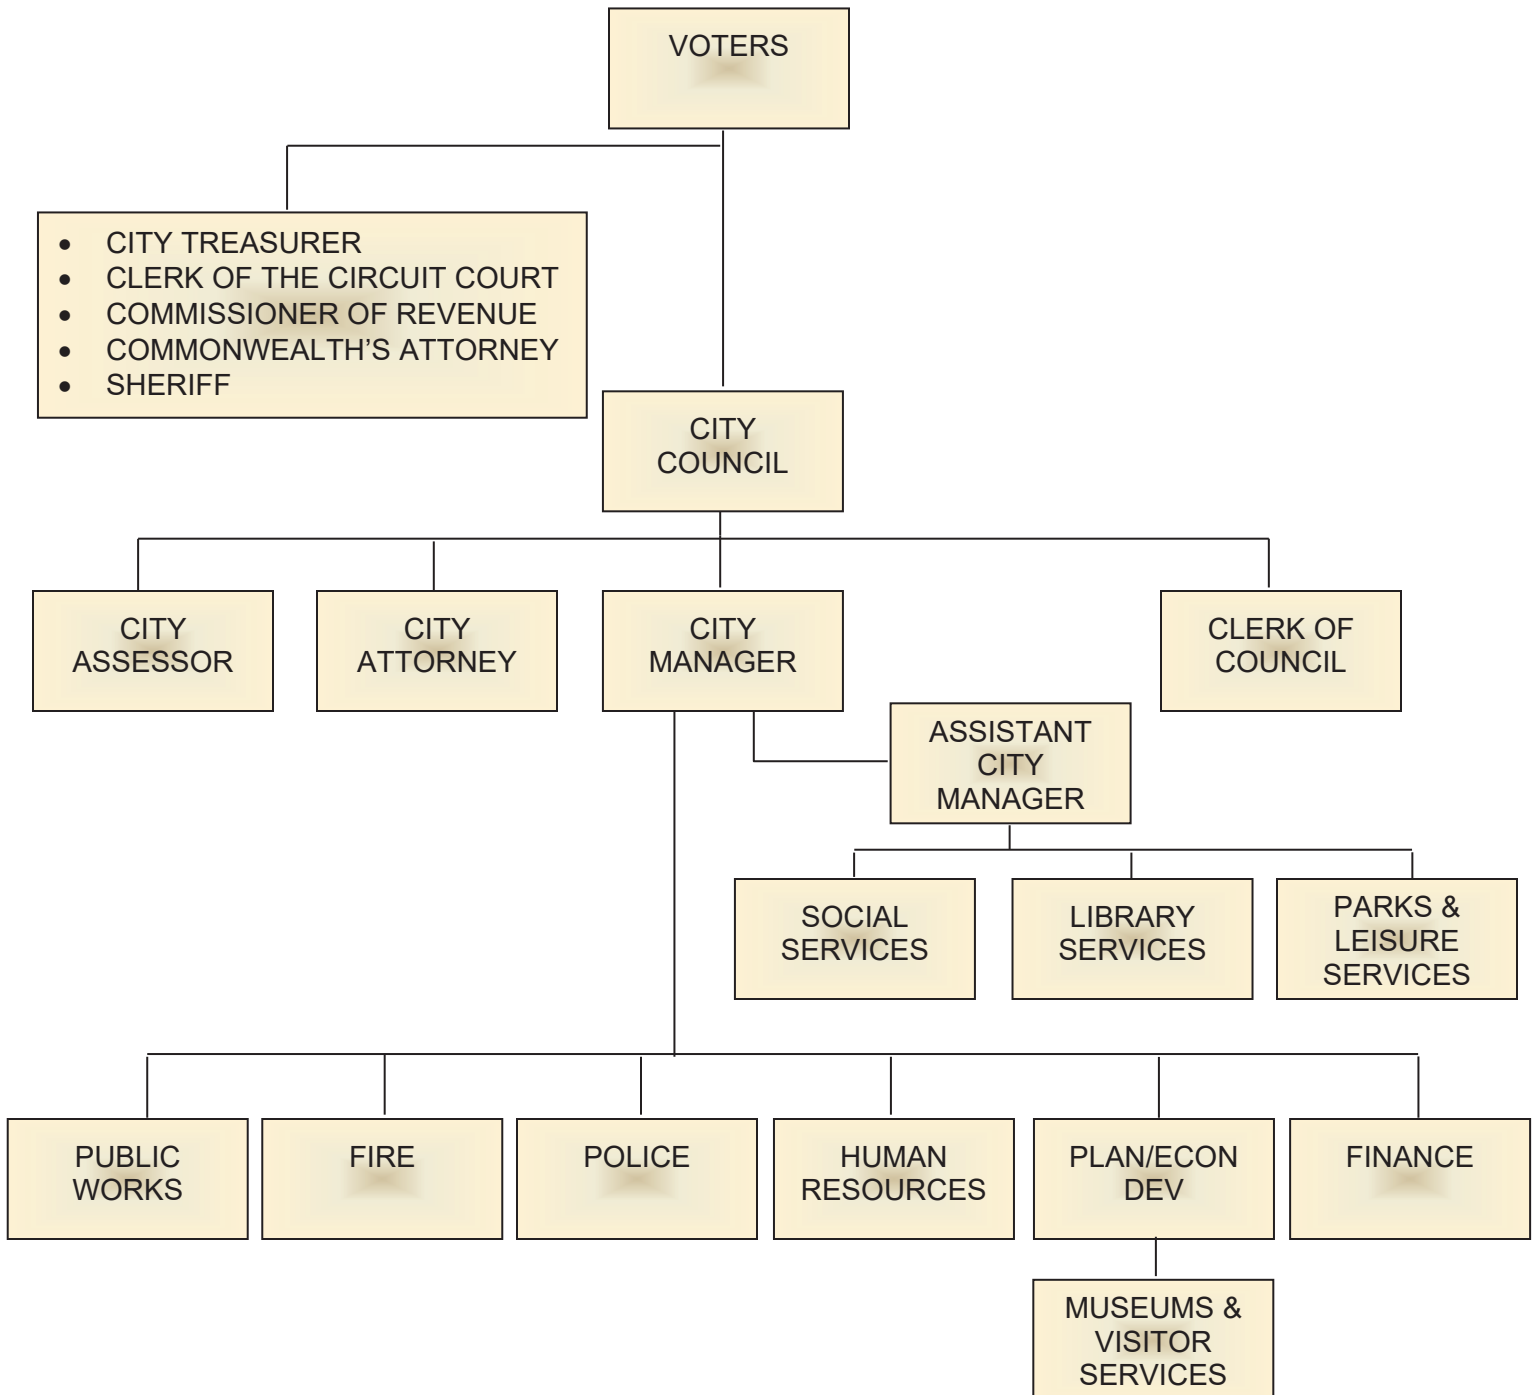 VOTERS
• CITY TREASURER
• CLERK OF THE CIRCUIT COURT
• COMMISSIONER OF REVENUE
• COMMONWEALTH’S ATTORNEY
• SHERIFF
CITY
COUNCIL
CITY
ASSESSOR
CITY
ATTORNEY
CITY
MANAGER
CLERK OF
COUNCIL
ASSISTANT
CITY
MANAGER
SOCIAL
SERVICES
LIBRARY
SERVICES
PARKS &
LEISURE
SERVICES
PUBLIC
WORKS
FIRE
POLICE
HUMAN
RESOURCES
PLAN/ECON
DEV
FINANCE
MUSEUMS &
VISITOR
SERVICES